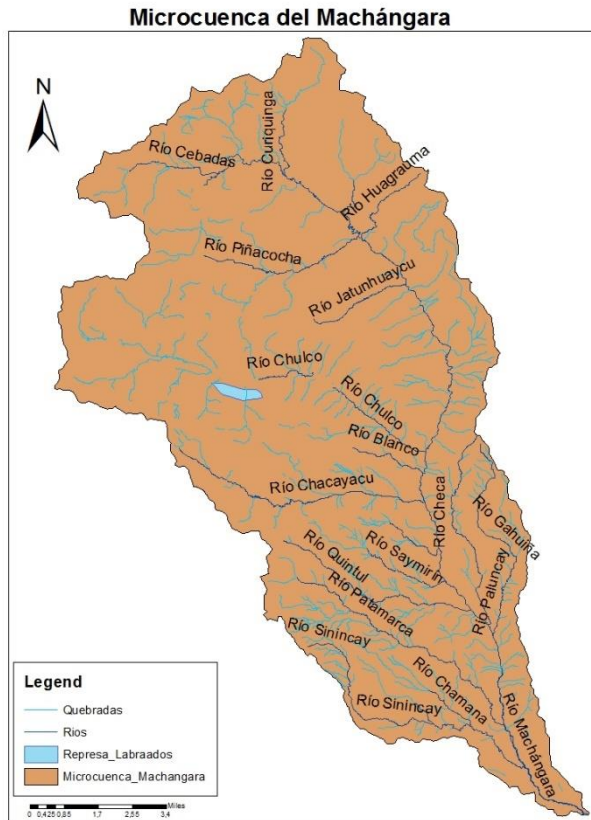 Microcuenca del Machángara
N
Río Curiquinga
Río Cebadas
Río Huagrauma
Río Piñacocha
Río Jatunhuaycu
Río Chulco
Río Chulco
Río Blanco
Río Chacayacu
Río Checa
Río Gahuiña
Río Saymirín
Río Quintul
Río Paluncay
Río Patamarca
Río Sinincay
Río Chamana
Río Sinincay
Río Machángara
Legend
Quebradas
Rios
Represa_Labraados
Microcuenca_Machangara
Miles
0 0,425 0,85 1,7 2,55 3,4